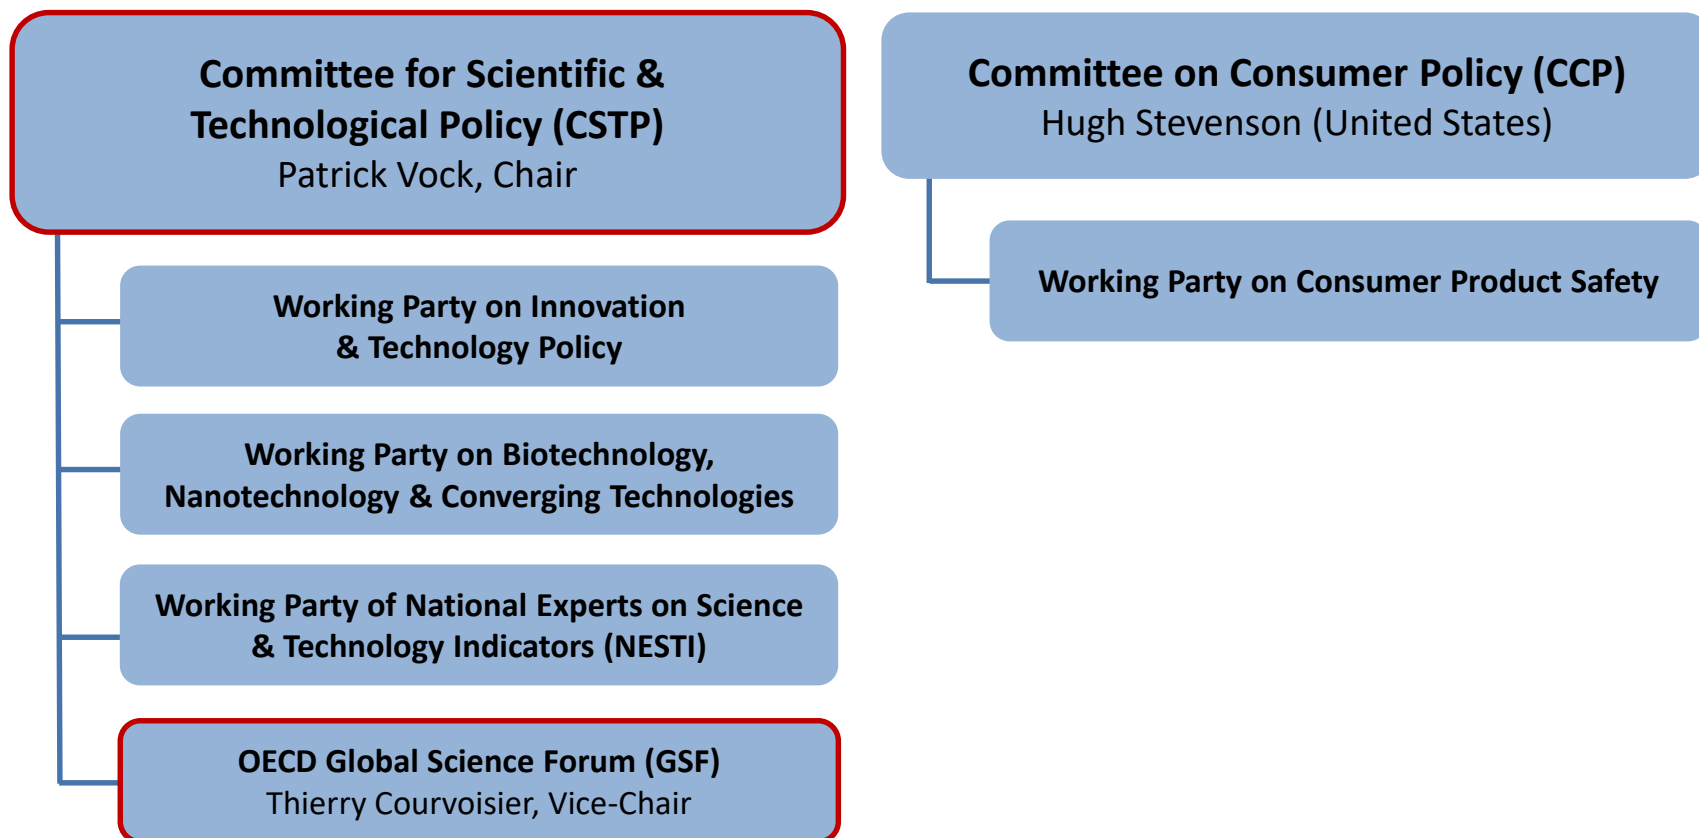 Committee for Scientific &
Technological Policy (CSTP)
Patrick Vock, Chair
Working Party on Innovation
& Technology Policy
Working Party on Biotechnology,
Nanotechnology & Converging Technologies
Working Party of National Experts on Science
& Technology Indicators (NESTI)
OECD Global Science Forum (GSF)
Thierry Courvoisier, Vice-Chair
Committee on Consumer Policy (CCP)
Hugh Stevenson (United States)
Working Party on Consumer Product Safety